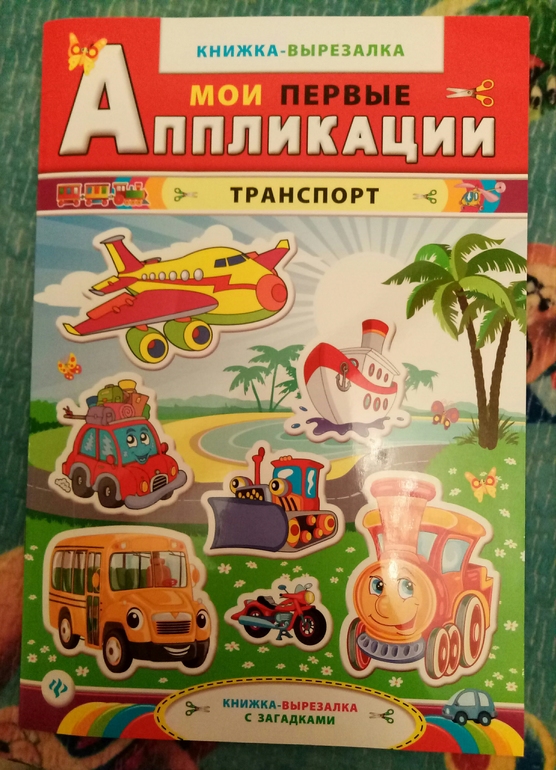 КНИЖКА-ВЫРЕЗАЛКА
МОИ ПЕРВЫЕ
АППЛИКАЦИИ
ТРАНСПОРТ
КНИЖКА-ВЫРЕЗАЛКА
С ЗАГАДКАМИ